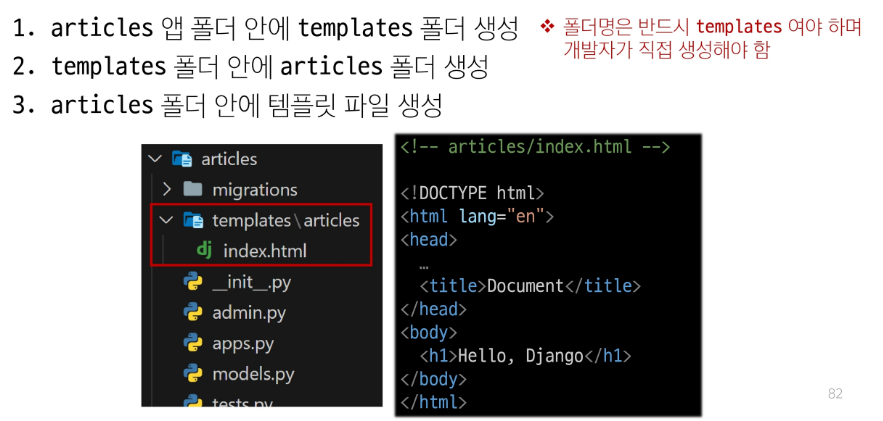 1. articles 앱 폴더 안에 templates 폴더 생성
❖ 폴더명은 반드시 templates 여야 하며
개발자가 직접 생성해야 함
2. templates 폴더 안에 articles 폴더 생성
3. articles 폴더 안에 템플릿 파일 생성
articles
migrations
templates\articles
dj index.html
__init__.py
admin.py
apps.py
models.py
tests.py
<!-- articles/index.html -->
<!DOCTYPE html>
<html lang="en">
<head>
…
<title>Document</title>
</head>
<body>
<h1>Hello, Django</h1>
</body>
</html>
82